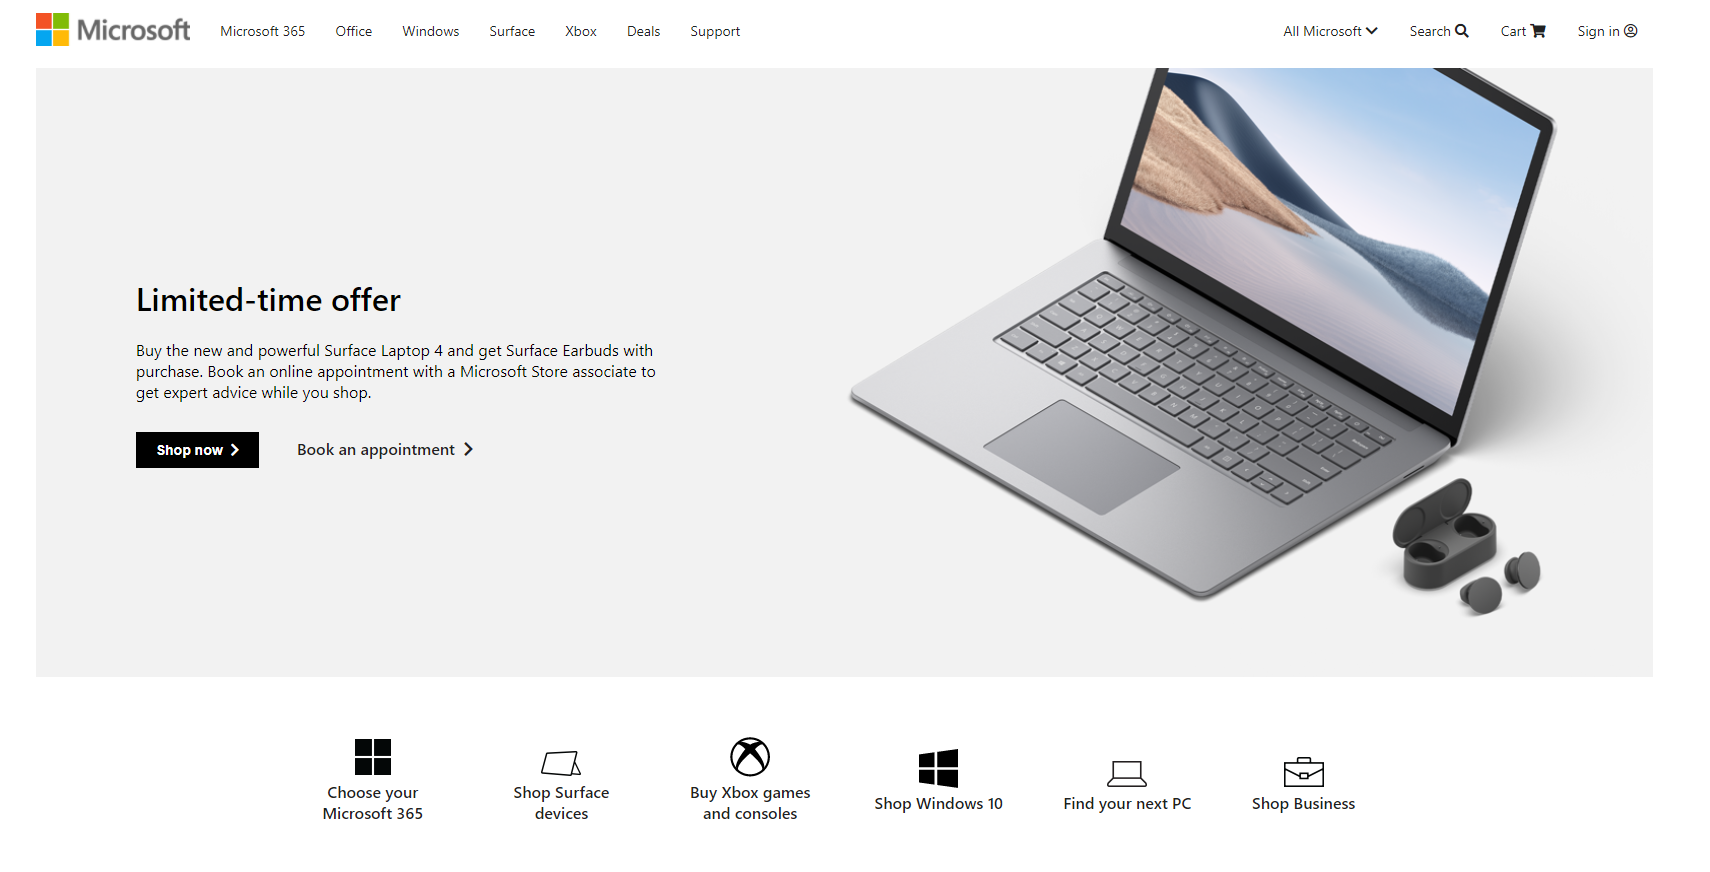 Microsoft
Microsoft 365 Office Windows Surface Xbox Deals Support
All Microsoft Search Cart Sign in
Limited-time offer
Buy the new and powerful Surface Laptop 4 and get Surface Earbuds with
purchase. Book an online appointment with a Microsoft Store associate to
get expert advice while you shop.
Shop now
Book an appointment
Choose your
Microsoft 365
Shop Surface
devices
Buy Xbox games
and consoles
Shop Windows 10
Find your next PC
Shop Business